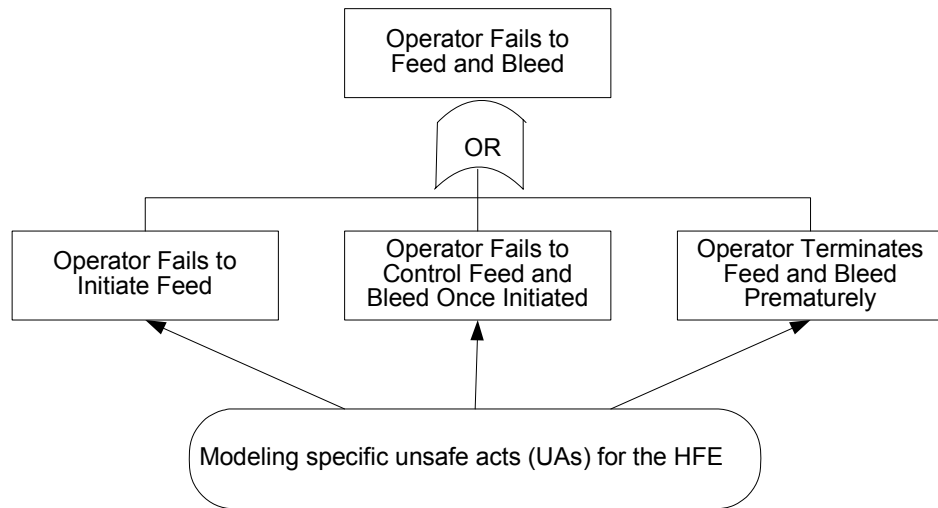 Operator Fails to
Feed and Bleed
OR
Operator Fails to
Initiate Feed
Operator Fails to
Control Feed and
Bleed Once Initiated
Operator Terminates
Feed and Bleed
Prematurely
Modeling specific unsafe acts (UAs) for the HFE